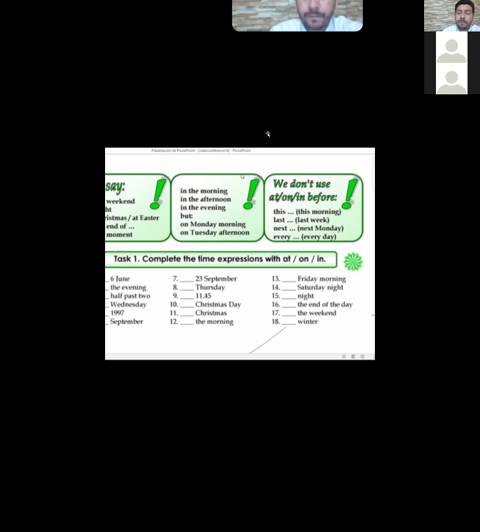 Presentación de PowerPoint - [videoconference19] - PowerPoint
say:
weekend
ht
ristmas / at Easter
end of ...
moment
in the morning
in the afternoon
in the evening
but:
on Monday morning
on Tuesday afternoon
We don't use
at/on/in before:
this ... (this morning)
last ... (last week)
next ... (next Monday)
every ... (every day)
Task 1. Complete the time expressions with at / on / in.
_ 6 June
_ the evening
_ half past two
_ Wednesday
_ 1997
_ September
7. ____ 23 September
8. ____ Thursday
9. ____ 11.45
10. ____ Christmas Day
11. ____ Christmas
12. ____ the morning
13. ____ Friday morning
14. ____ Saturday night
15. ____ night
16. ____ the end of the day
17. ____ the weekend
18. ____ winter